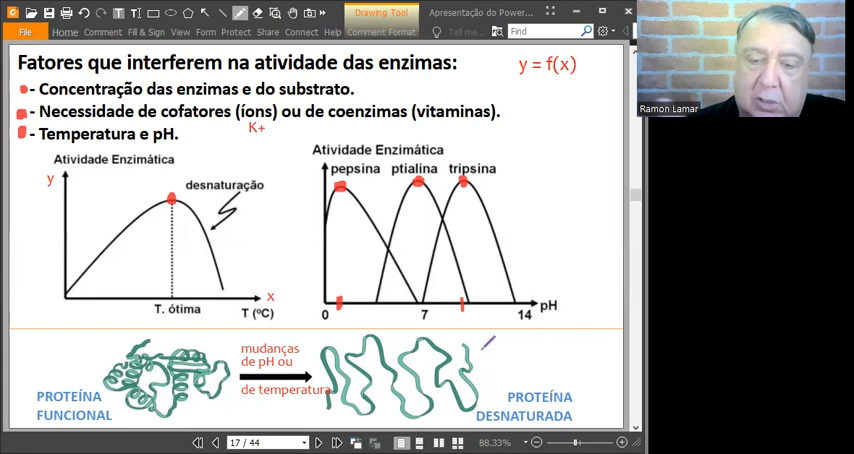 Drawing Tool
Apresentação do Power...
File
Home
Comment
Fill & Sign
View
Form
Protect
Share
Connect
Help
Comment Format
Tell me...
Find
Fatores que interferem na atividade das enzimas:
y = f(x)
- Concentração das enzimas e do substrato.
- Necessidade de cofatores (íons) ou de coenzimas (vitaminas).
K+
- Temperatura e pH.
Ramon Lamar
Atividade Enzimática
y
desnaturação
x
T. ótima
T (ºC)
Atividade Enzimática
pepsina
ptialina
tripsina
0
7
14
pH
mudanças
de pH ou
de temperatura
PROTEÍNA
FUNCIONAL
PROTEÍNA
DESNATURADA
17 / 44
88.33%